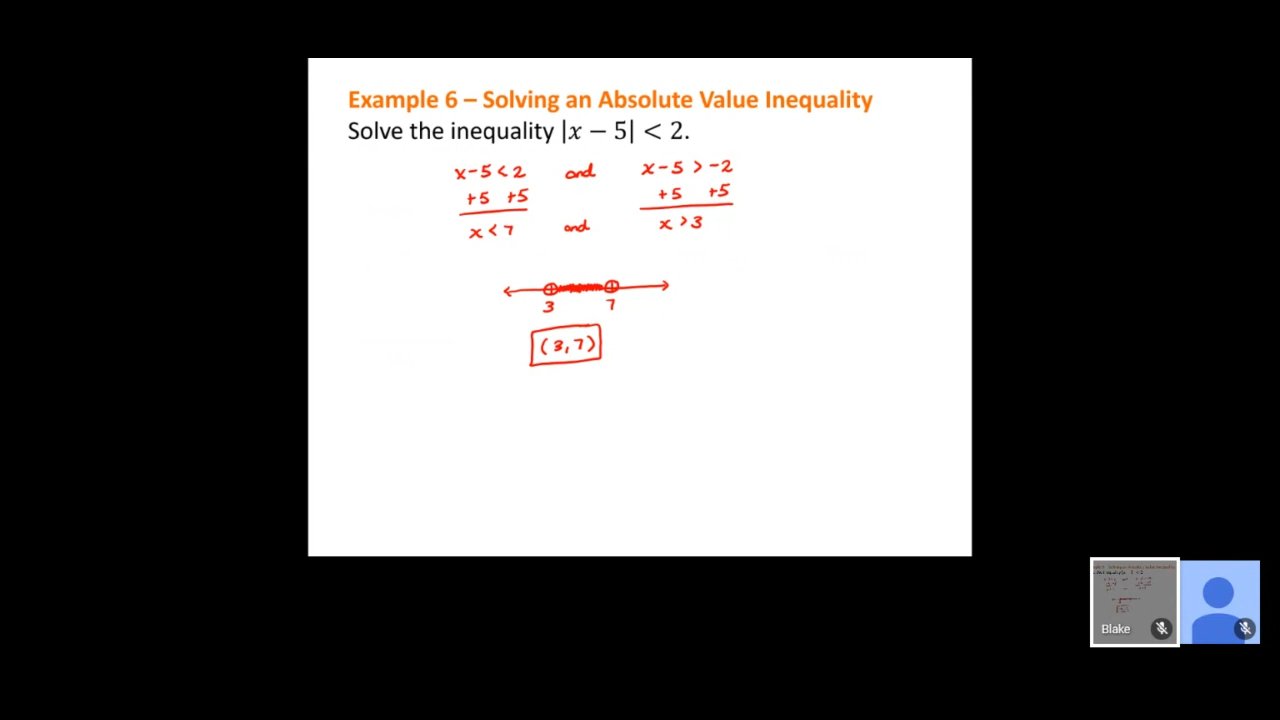 Example 6 – Solving an Absolute Value Inequality
Solve the inequality |x − 5| < 2.
x-5 < 2 and x-5 > -2
+5 +5 +5 +5
x < 7 and x > 3
3 7
(3, 7)
Blake